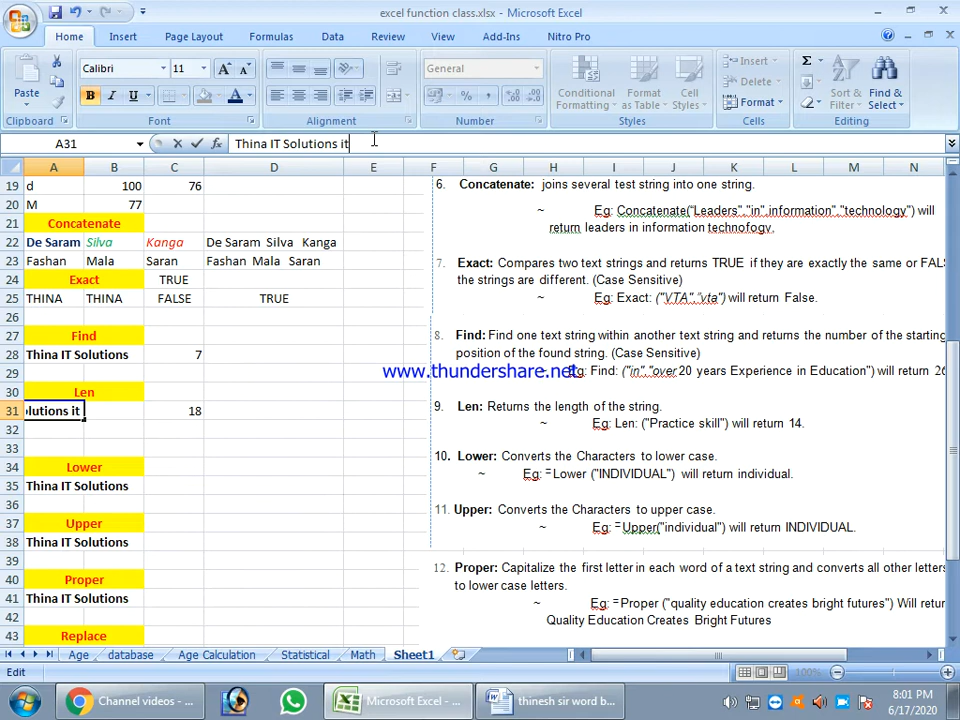 excel function class.xlsx - Microsoft Excel
Home Insert Page Layout Formulas Data Review View Add-Ins Nitro Pro
Calibri 11 General Conditional Formatting Format as Table Cell Styles Insert Delete Format Sort & Filter Find & Select
Paste
Clipboard Font Alignment Number Styles Cells Editing
A31 Thina IT Solutions it
A B C D E F G H I J K L M N
19 d 100 76
20 M 77
21 Concatenate
22 De Saram Silva Kanga De Saram Silva Kanga
23 Fashan Mala Saran Fashan Mala Saran
24 Exact TRUE
25 THINA THINA FALSE TRUE
26
27 Find
28 Thina IT Solutions 7
29
30 Len
31 olutions it 18
32
33
34 Lower
35 Thina IT Solutions
36
37 Upper
38 Thina IT Solutions
39
40 Proper
41 Thina IT Solutions
42
43 Replace
6. Concatenate: joins several test string into one string.
~ Eg: Concatenate("Leaders","in",information","technology") will
return leaders in information technofogy,
7. Exact: Compares two text strings and returns TRUE if they are exactly the same or FALS
the strings are different. (Case Sensitive)
~ Eg: Exact: ("VTA","vta") will return False.
8. Find: Find one text string within another text string and returns the number of the starting
position of the found string. (Case Sensitive)
www.thundershare.net
Eg: Find: ("in","over 20 years Experience in Education") will return 26
9. Len: Returns the length of the string.
~ Eg: Len: ("Practice skill") will return 14.
10. Lower: Converts the Characters to lower case.
~ Eg: =Lower ("INDIVIDUAL") will return individual.
11. Upper: Converts the Characters to upper case.
~ Eg: =Upper("individual") will return INDIVIDUAL.
12. Proper: Capitalize the first letter in each word of a text string and converts all other letters
to lower case letters.
~ Eg: =Proper ("quality education creates bright futures") Will retur
Quality Education Creates Bright Futures
Age database Age Calculation Statistical Math Sheet1
Edit 100%
Channel videos - ... Microsoft Excel - ... thinesh sir word b...
8:01 PM
6/17/2020